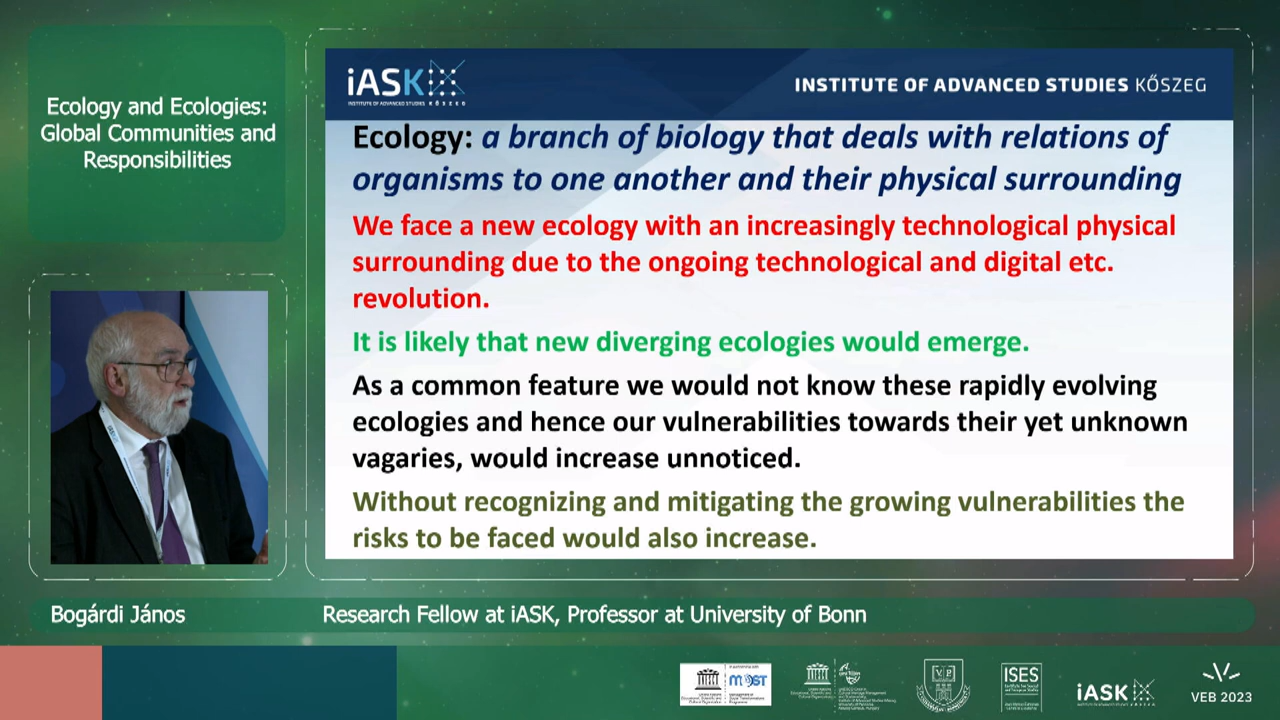 Ecology and Ecologies:
Global Communities and
Responsibilities
iASK
INSTITUTE OF ADVANCED STUDIES KŐSZEG
INSTITUTE OF ADVANCED STUDIES KŐSZEG
Ecology: a branch of biology that deals with relations of
organisms to one another and their physical surrounding
We face a new ecology with an increasingly technological physical
surrounding due to the ongoing technological and digital etc.
revolution.
It is likely that new diverging ecologies would emerge.
As a common feature we would not know these rapidly evolving
ecologies and hence our vulnerabilities towards their yet unknown
vagaries, would increase unnoticed.
Without recognizing and mitigating the growing vulnerabilities the
risks to be faced would also increase.
Bogárdi János
Research Fellow at iASK, Professor at University of Bonn
MOST
ISES
iASK
VEB 2023